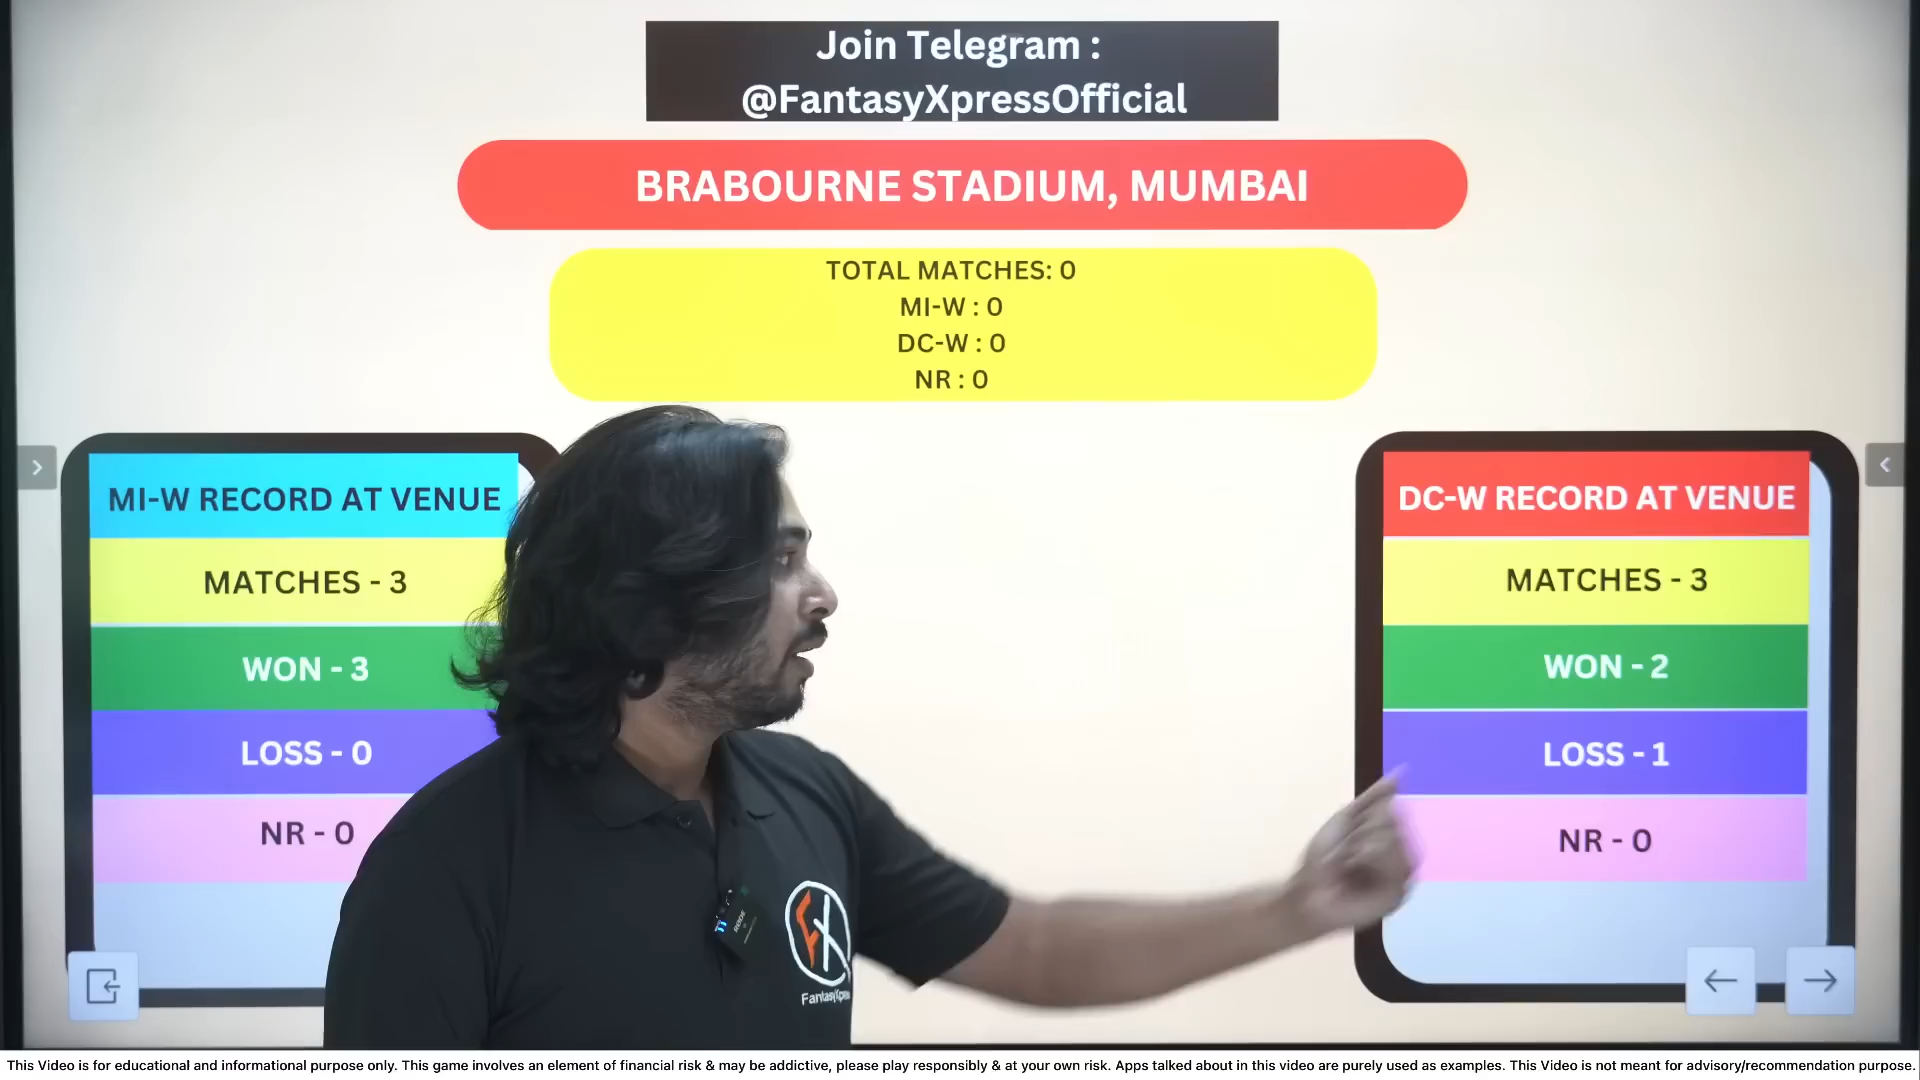 Join Telegram :
@FantasyXpressOfficial
BRABOURNE STADIUM, MUMBAI
TOTAL MATCHES: 0
MI-W : 0
DC-W : 0
NR : 0
MI-W RECORD AT VENUE
MATCHES - 3
WON - 3
LOSS - 0
NR - 0
DC-W RECORD AT VENUE
MATCHES - 3
WON - 2
LOSS - 1
NR - 0
FX
This Video is for educational and informational purpose only. This game involves an element of financial risk & may be addictive, please play responsibly & at your own risk. Apps talked about in this video are purely used as examples. This Video is not meant for advisory/recommendation purpose.